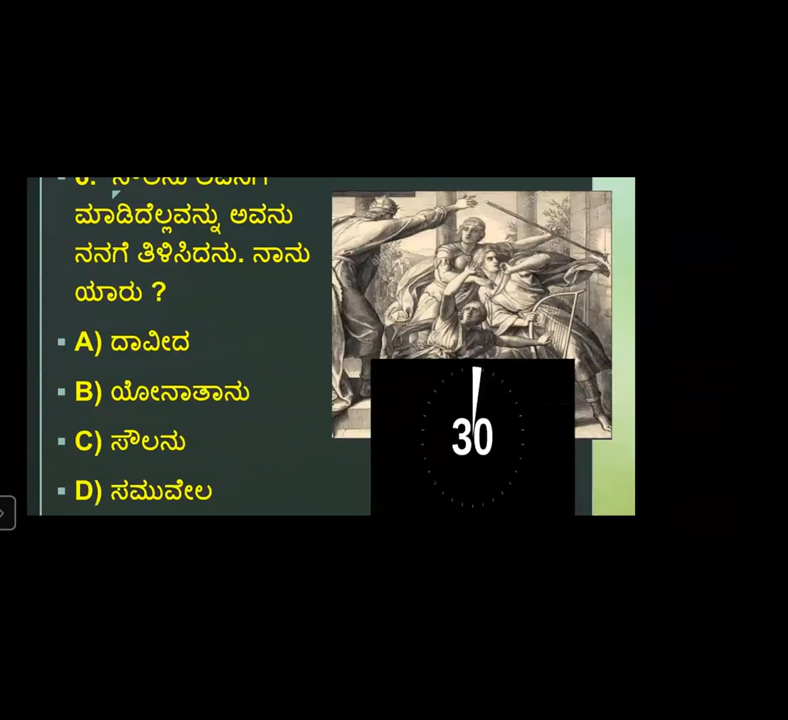 ಮಾಡಿದೆಲ್ಲವನ್ನು ಅವನು
ನನಗೆ ತಿಳಿಸಿದನು. ನಾನು
ಯಾರು ?
A) ದಾವೀದ
B) ಯೋನಾತಾನು
C) ಸೌಲನು
D) ಸಮುವೇಲ
30